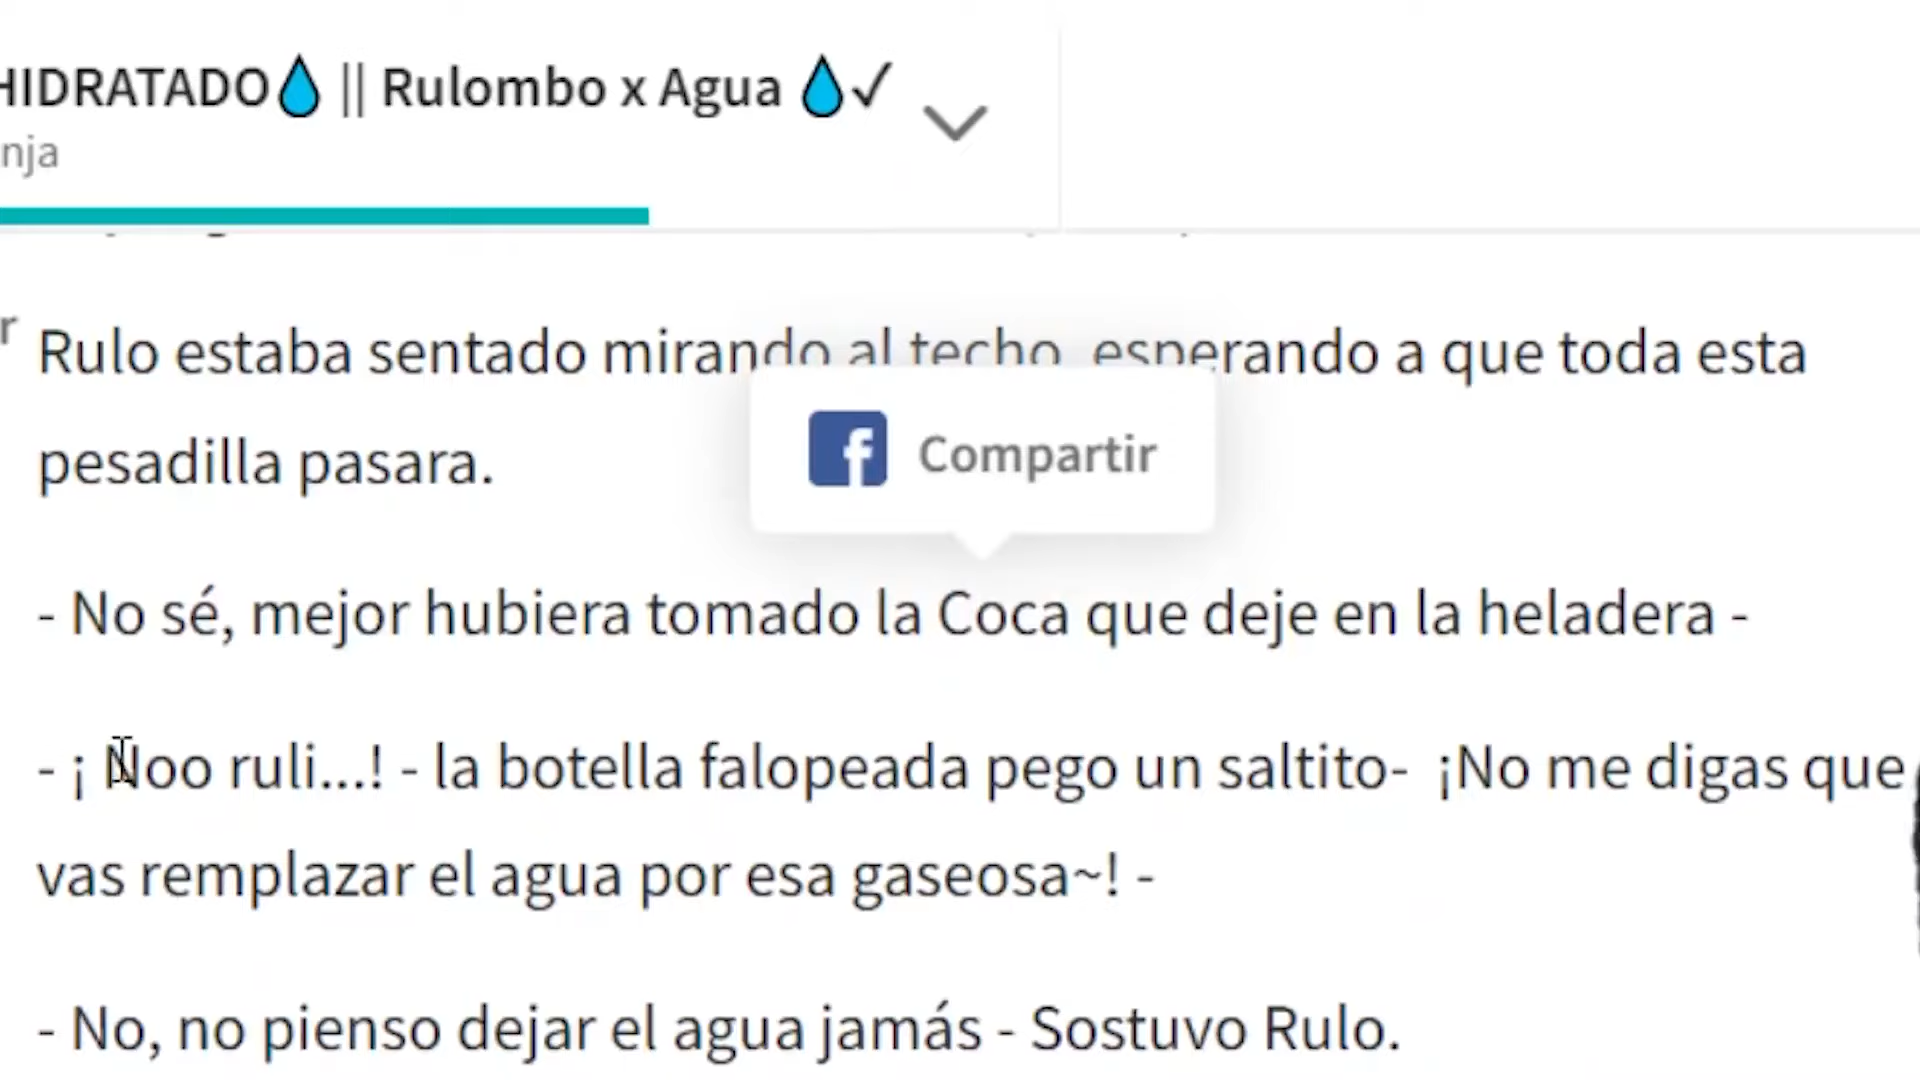 HIDRATADO💧 || Rulombo x Agua 💧✓
nja
r
Rulo estaba sentado mirando al techo, esperando a que toda esta
pesadilla pasara.
f Compartir
- No sé, mejor hubiera tomado la Coca que deje en la heladera -
- ¡ Noo ruli...! - la botella falopeada pego un saltito- ¡No me digas que
vas remplazar el agua por esa gaseosa~! -
- No, no pienso dejar el agua jamás - Sostuvo Rulo.